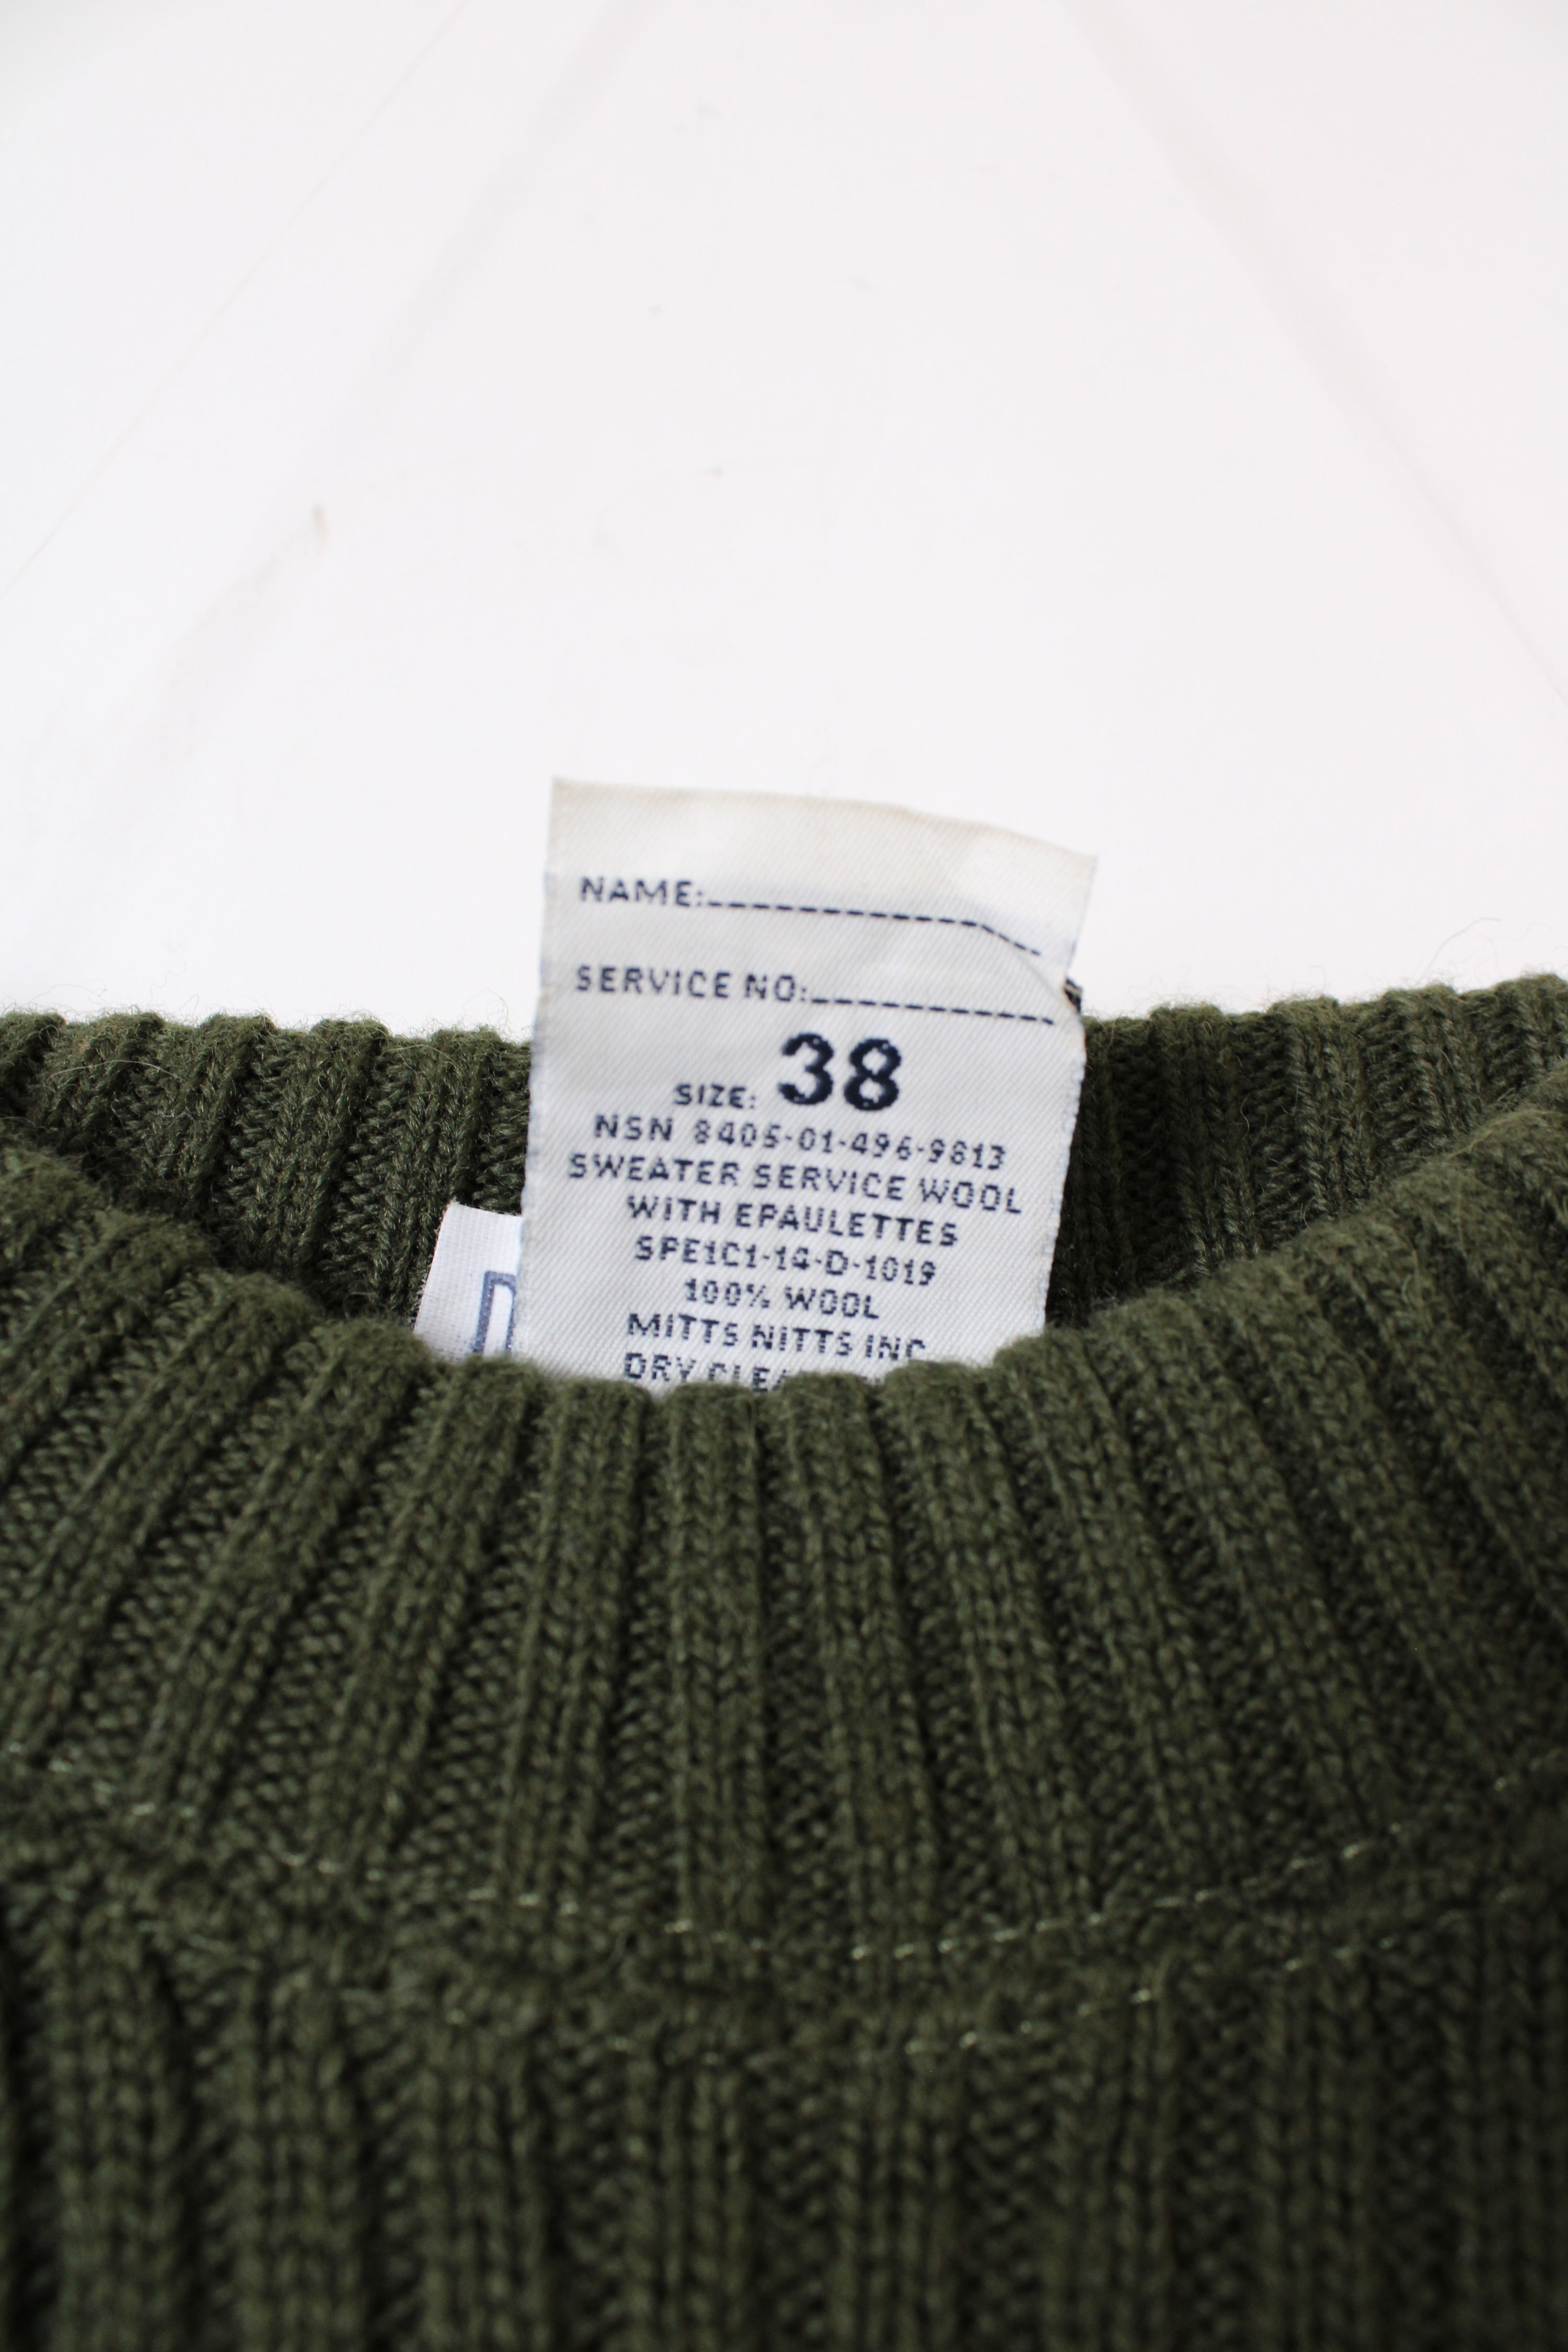 NAME:
SERVICE NO:
SIZE: 38
NSN 8405-01-496-9813
SWEATER SERVICE WOOL
WITH EPAULETTES
SPE1C1-14-D-1019
100% WOOL
MITTS NITTS INC
DRY